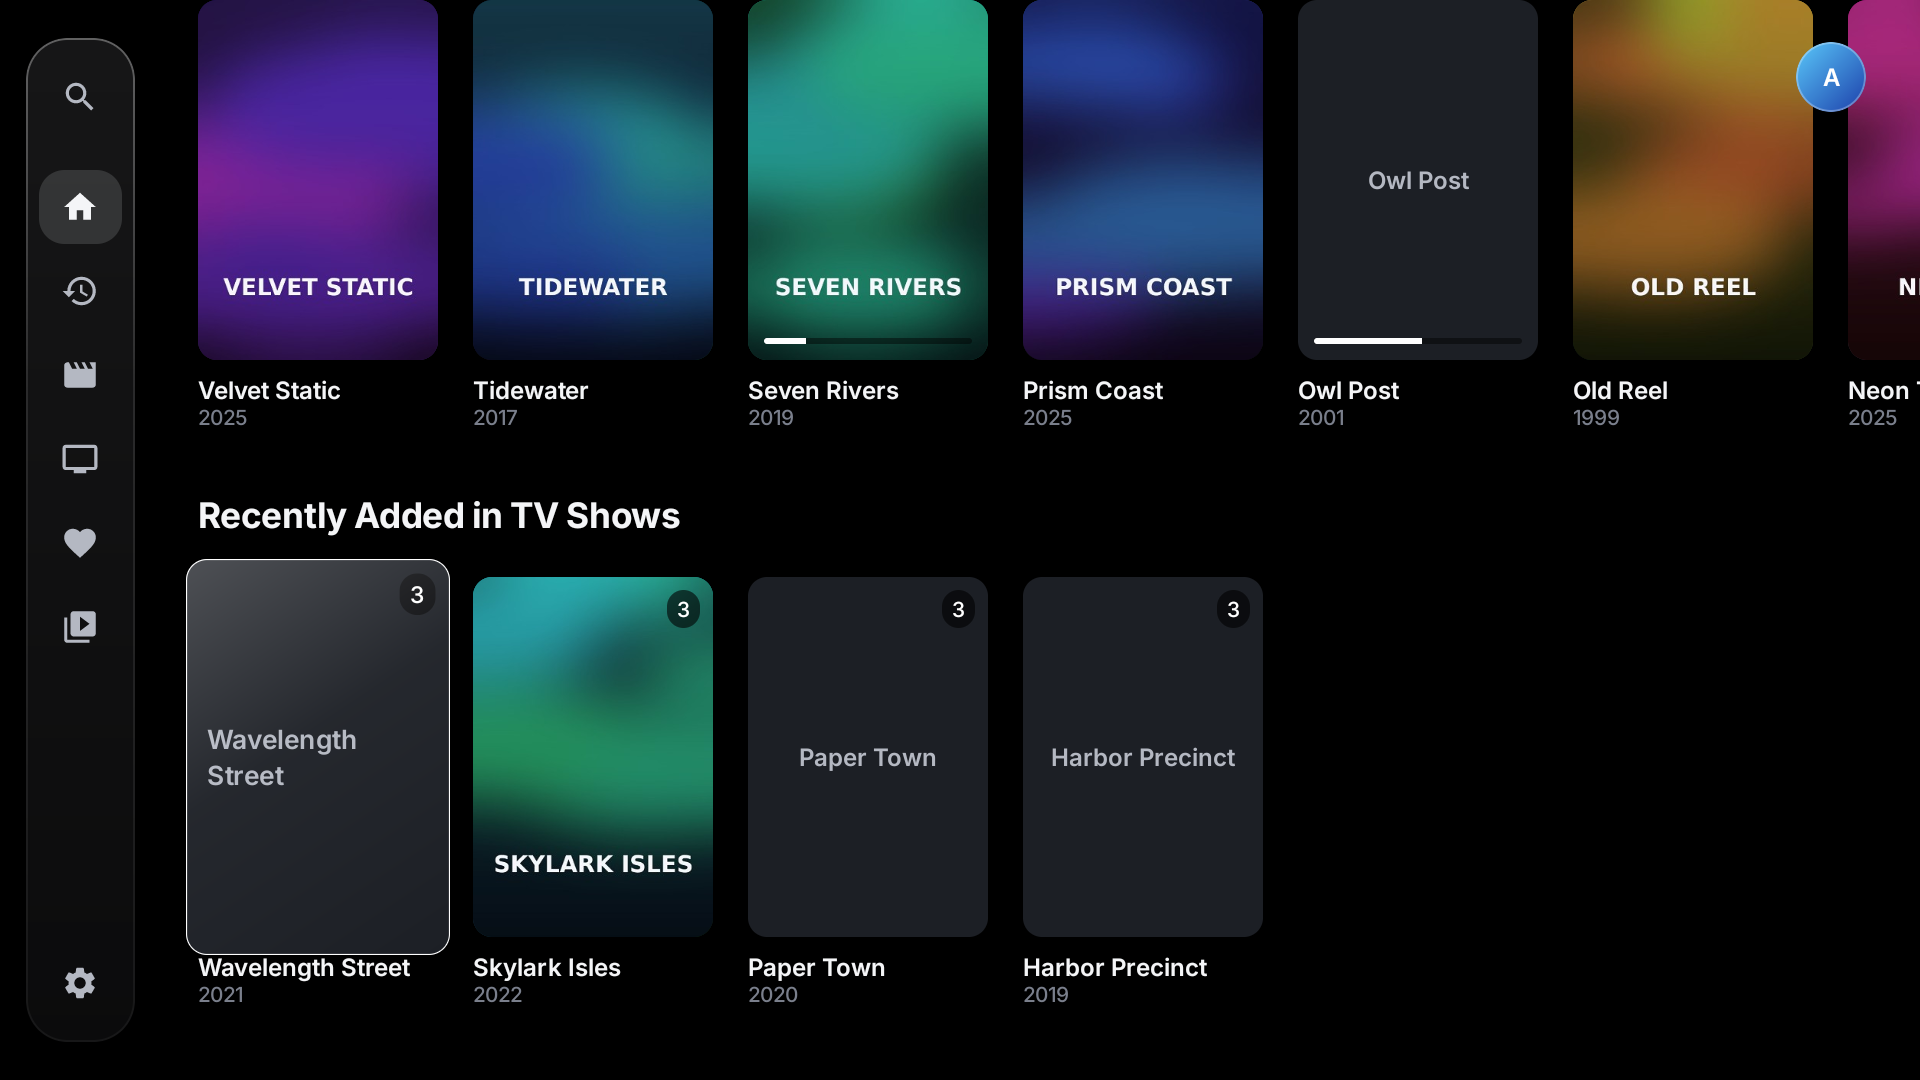 A
VELVET STATIC
TIDEWATER
SEVEN RIVERS
PRISM COAST
Owl Post
OLD REEL
Velvet Static
2025
Tidewater
2017
Seven Rivers
2019
Prism Coast
2025
Owl Post
2001
Old Reel
1999
Neon
2025
Recently Added in TV Shows
3
Wavelength
Street
3
SKYLARK ISLES
3
Paper Town
3
Harbor Precinct
Wavelength Street
2021
Skylark Isles
2022
Paper Town
2020
Harbor Precinct
2019